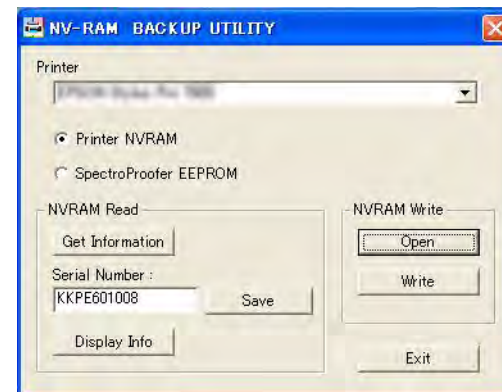 NV-RAM BACKUP UTILITY
Printer
Printer NVRAM
SpectroProofer EEPROM
NVRAM Read
Get Information
Serial Number :
KKPE601008
Save
Display Info
NVRAM Write
Open
Write
Exit